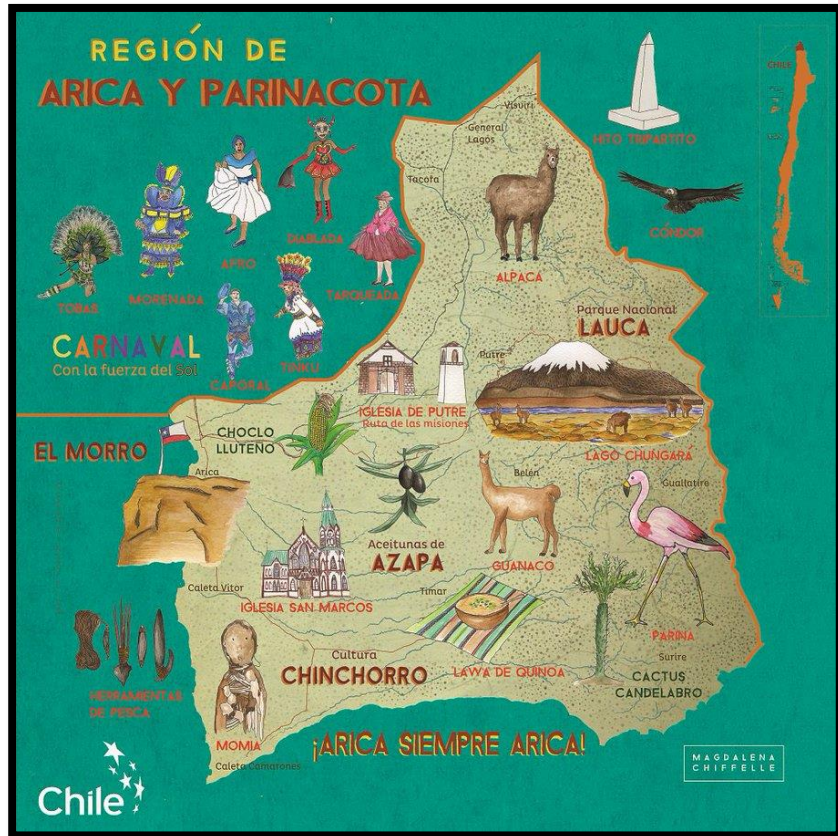 REGIÓN DE
ARICA Y PARINACOTA
CHILE
HITO TRIPARTITO
CÓNDOR
Visviri
General
Lagos
Tacora
ALPACA
TOBAS
MORENADA
AFRO
DIABLADA
TARQUEADA
CAPORAL
TINKU
CARNAVAL
Con la fuerza del Sol
Parque Nacional
LAUCA
Putre
IGLESIA DE PUTRE
Ruta de las misiones
LAGO CHUNGARÁ
EL MORRO
CHOCLO
LLUTEÑO
Arica
Belén
Guallatire
Aceitunas de
AZAPA
GUANACO
Caleta Vitor
IGLESIA SAN MARCOS
Timar
PARINA
Surire
Cultura
CHINCHORRO
LAWA DE QUINOA
CACTUS
CANDELABRO
HERRAMIENTAS
DE PESCA
MOMIA
Caleta Camarones
¡ARICA SIEMPRE ARICA!
MAGDALENA
CHIFFELLE
Chile